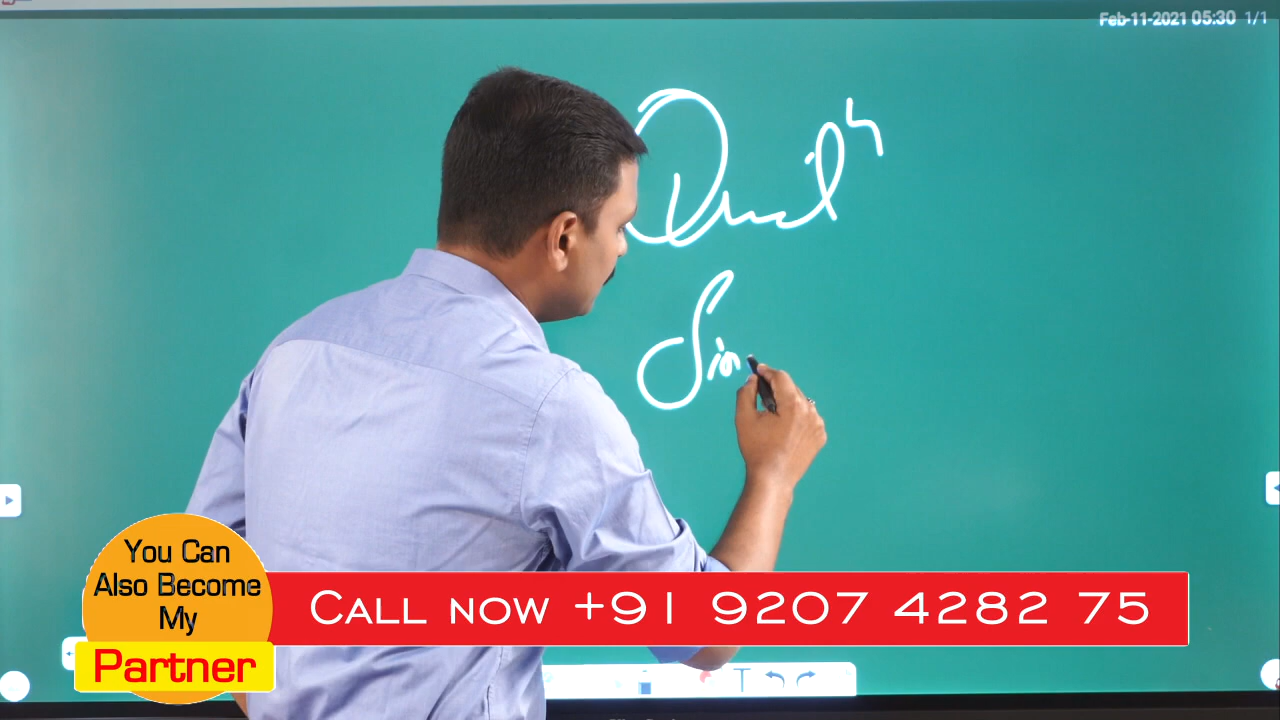 Feb-11-2021 05:30 1/1
You Can
Also Become
My
Partner
Call now +91 9207 4282 75